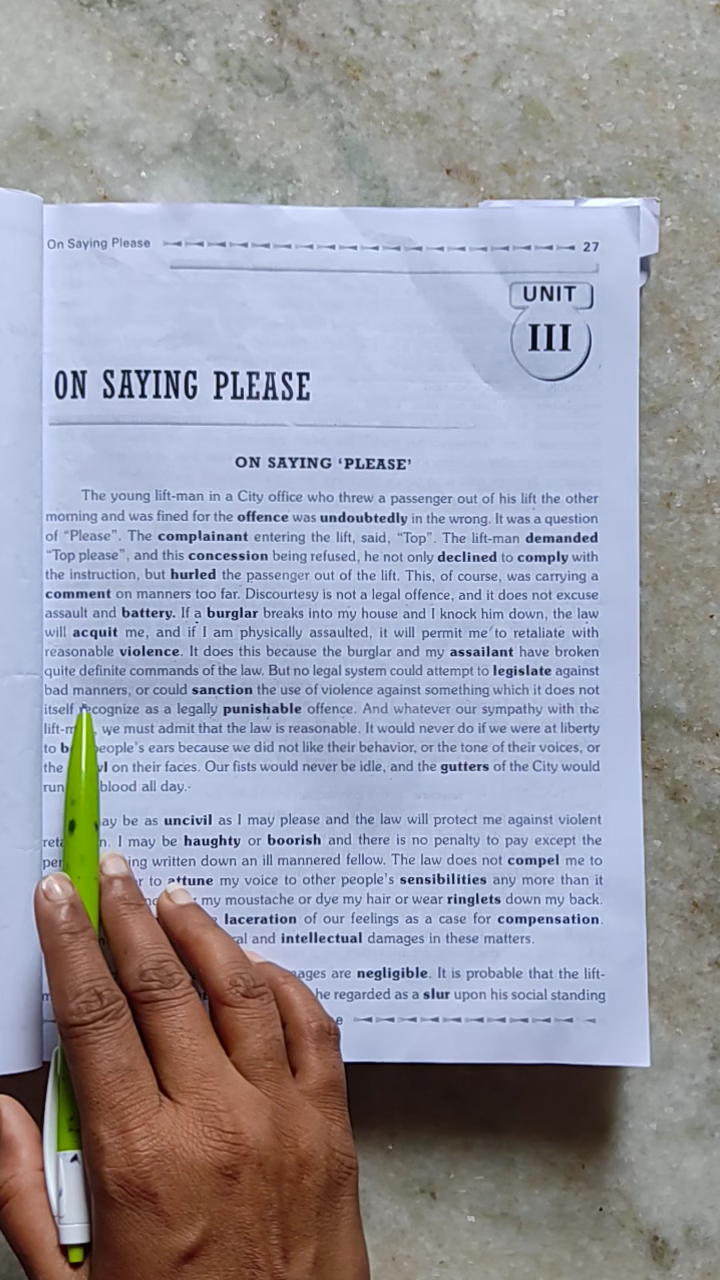 On Saying Please 27
UNIT
III
ON SAYING PLEASE
ON SAYING ‘PLEASE’
The young lift-man in a City office who threw a passenger out of his lift the other
morning and was fined for the offence was undoubtedly in the wrong. It was a question
of “Please”. The complainant entering the lift, said, “Top”. The lift-man demanded
“Top please”, and this concession being refused, he not only declined to comply with
the instruction, but hurled the passenger out of the lift. This, of course, was carrying a
comment on manners too far. Discourtesy is not a legal offence, and it does not excuse
assault and battery. If a burglar breaks into my house and I knock him down, the law
will acquit me, and if I am physically assaulted, it will permit me to retaliate with
reasonable violence. It does this because the burglar and my assailant have broken
quite definite commands of the law. But no legal system could attempt to legislate against
bad manners, or could sanction the use of violence against something which it does not
itself recognize as a legally punishable offence. And whatever our sympathy with the
we must admit that the law is reasonable. It would never do if we were at liberty
to people's ears because we did not like their behavior, or the tone of their voices, or
the on their faces. Our fists would never be idle, and the gutters of the City would
run blood all day.
be as uncivil as I may please and the law will protect me against violent
I may be haughty or boorish and there is no penalty to pay except the
written down an ill mannered fellow. The law does not compel me to
to attune my voice to other people's sensibilities any more than it
my moustache or dye my hair or wear ringlets down my back.
laceration of our feelings as a case for compensation.
and intellectual damages in these matters.
are negligible. It is probable that the lift-
he regarded as a slur upon his social standing